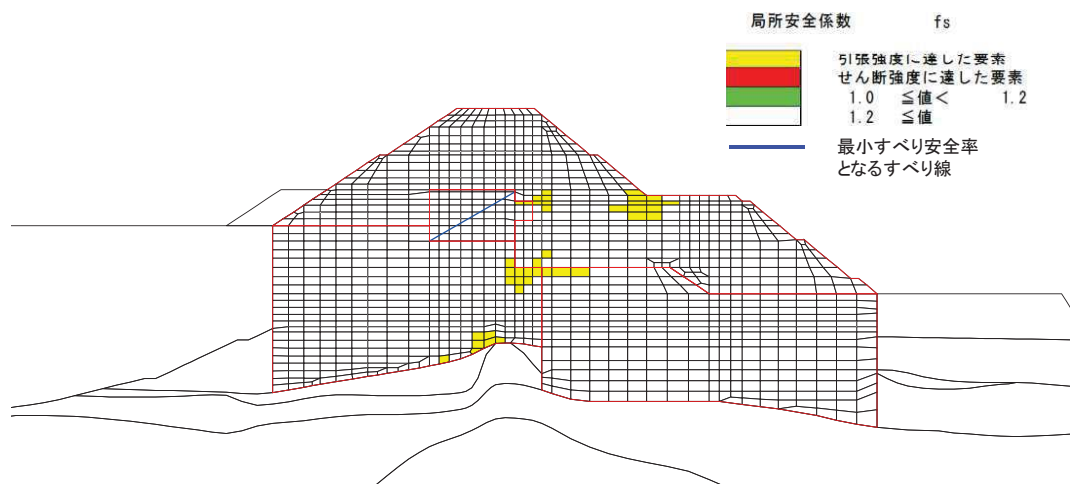 局所安全係数 fs
引張強度に達した要素
せん断強度に達した要素
1.0 ≦値< 1.2
1.2 ≦値
最小すべり安全率
となるすべり線